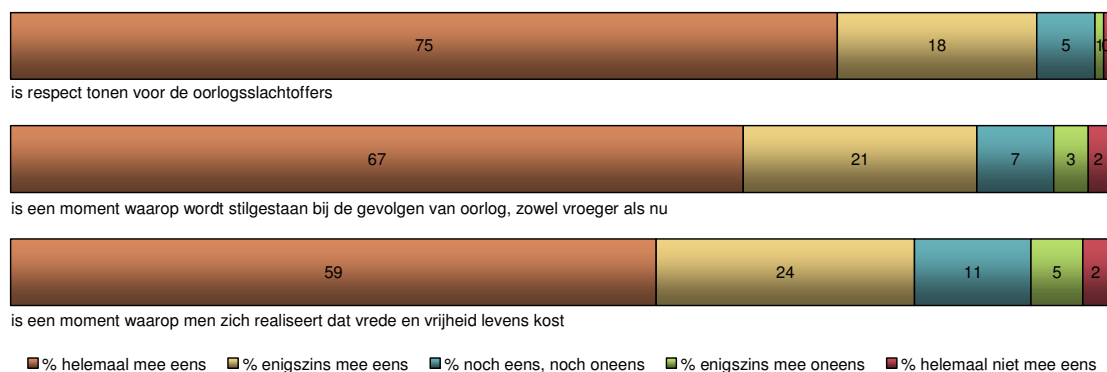 75 18 5 1 0
is respect tonen voor de oorlogsslachtoffers
67 21 7 3 2
is een moment waarop wordt stilgestaan bij de gevolgen van oorlog, zowel vroeger als nu
59 24 11 5 2
is een moment waarop men zich realiseert dat vrede en vrijheid levens kost
% helemaal mee eens % enigszins mee eens % noch eens, noch oneens % enigszins mee oneens % helemaal niet mee eens